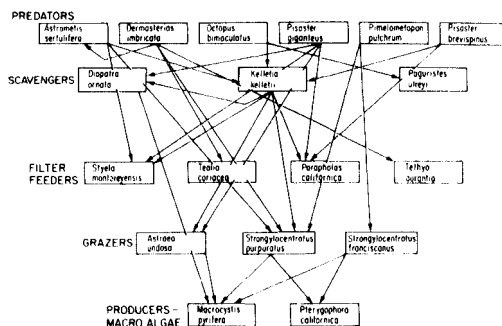 PREDATORS
Astrometis sertulifera
Dermasterias imbricata
Octopus bimaculatus
Pisaster giganteus
Pimelometopon pulchrum
Pisaster brevispinus
SCAVENGERS
Diopatra ornata
Kelletia kelletii
Paguristes ulreyi
FILTER FEEDERS
Styela montereyensis
Tealia coriacea
Parapholas californica
Tethya aurantia
GRAZERS
Astraea undosa
Strongylocentrotus purpuratus
Strongylocentrotus franciscanus
PRODUCERS - MACRO ALGAE
Macrocystis pyrifera
Pterygophora californica